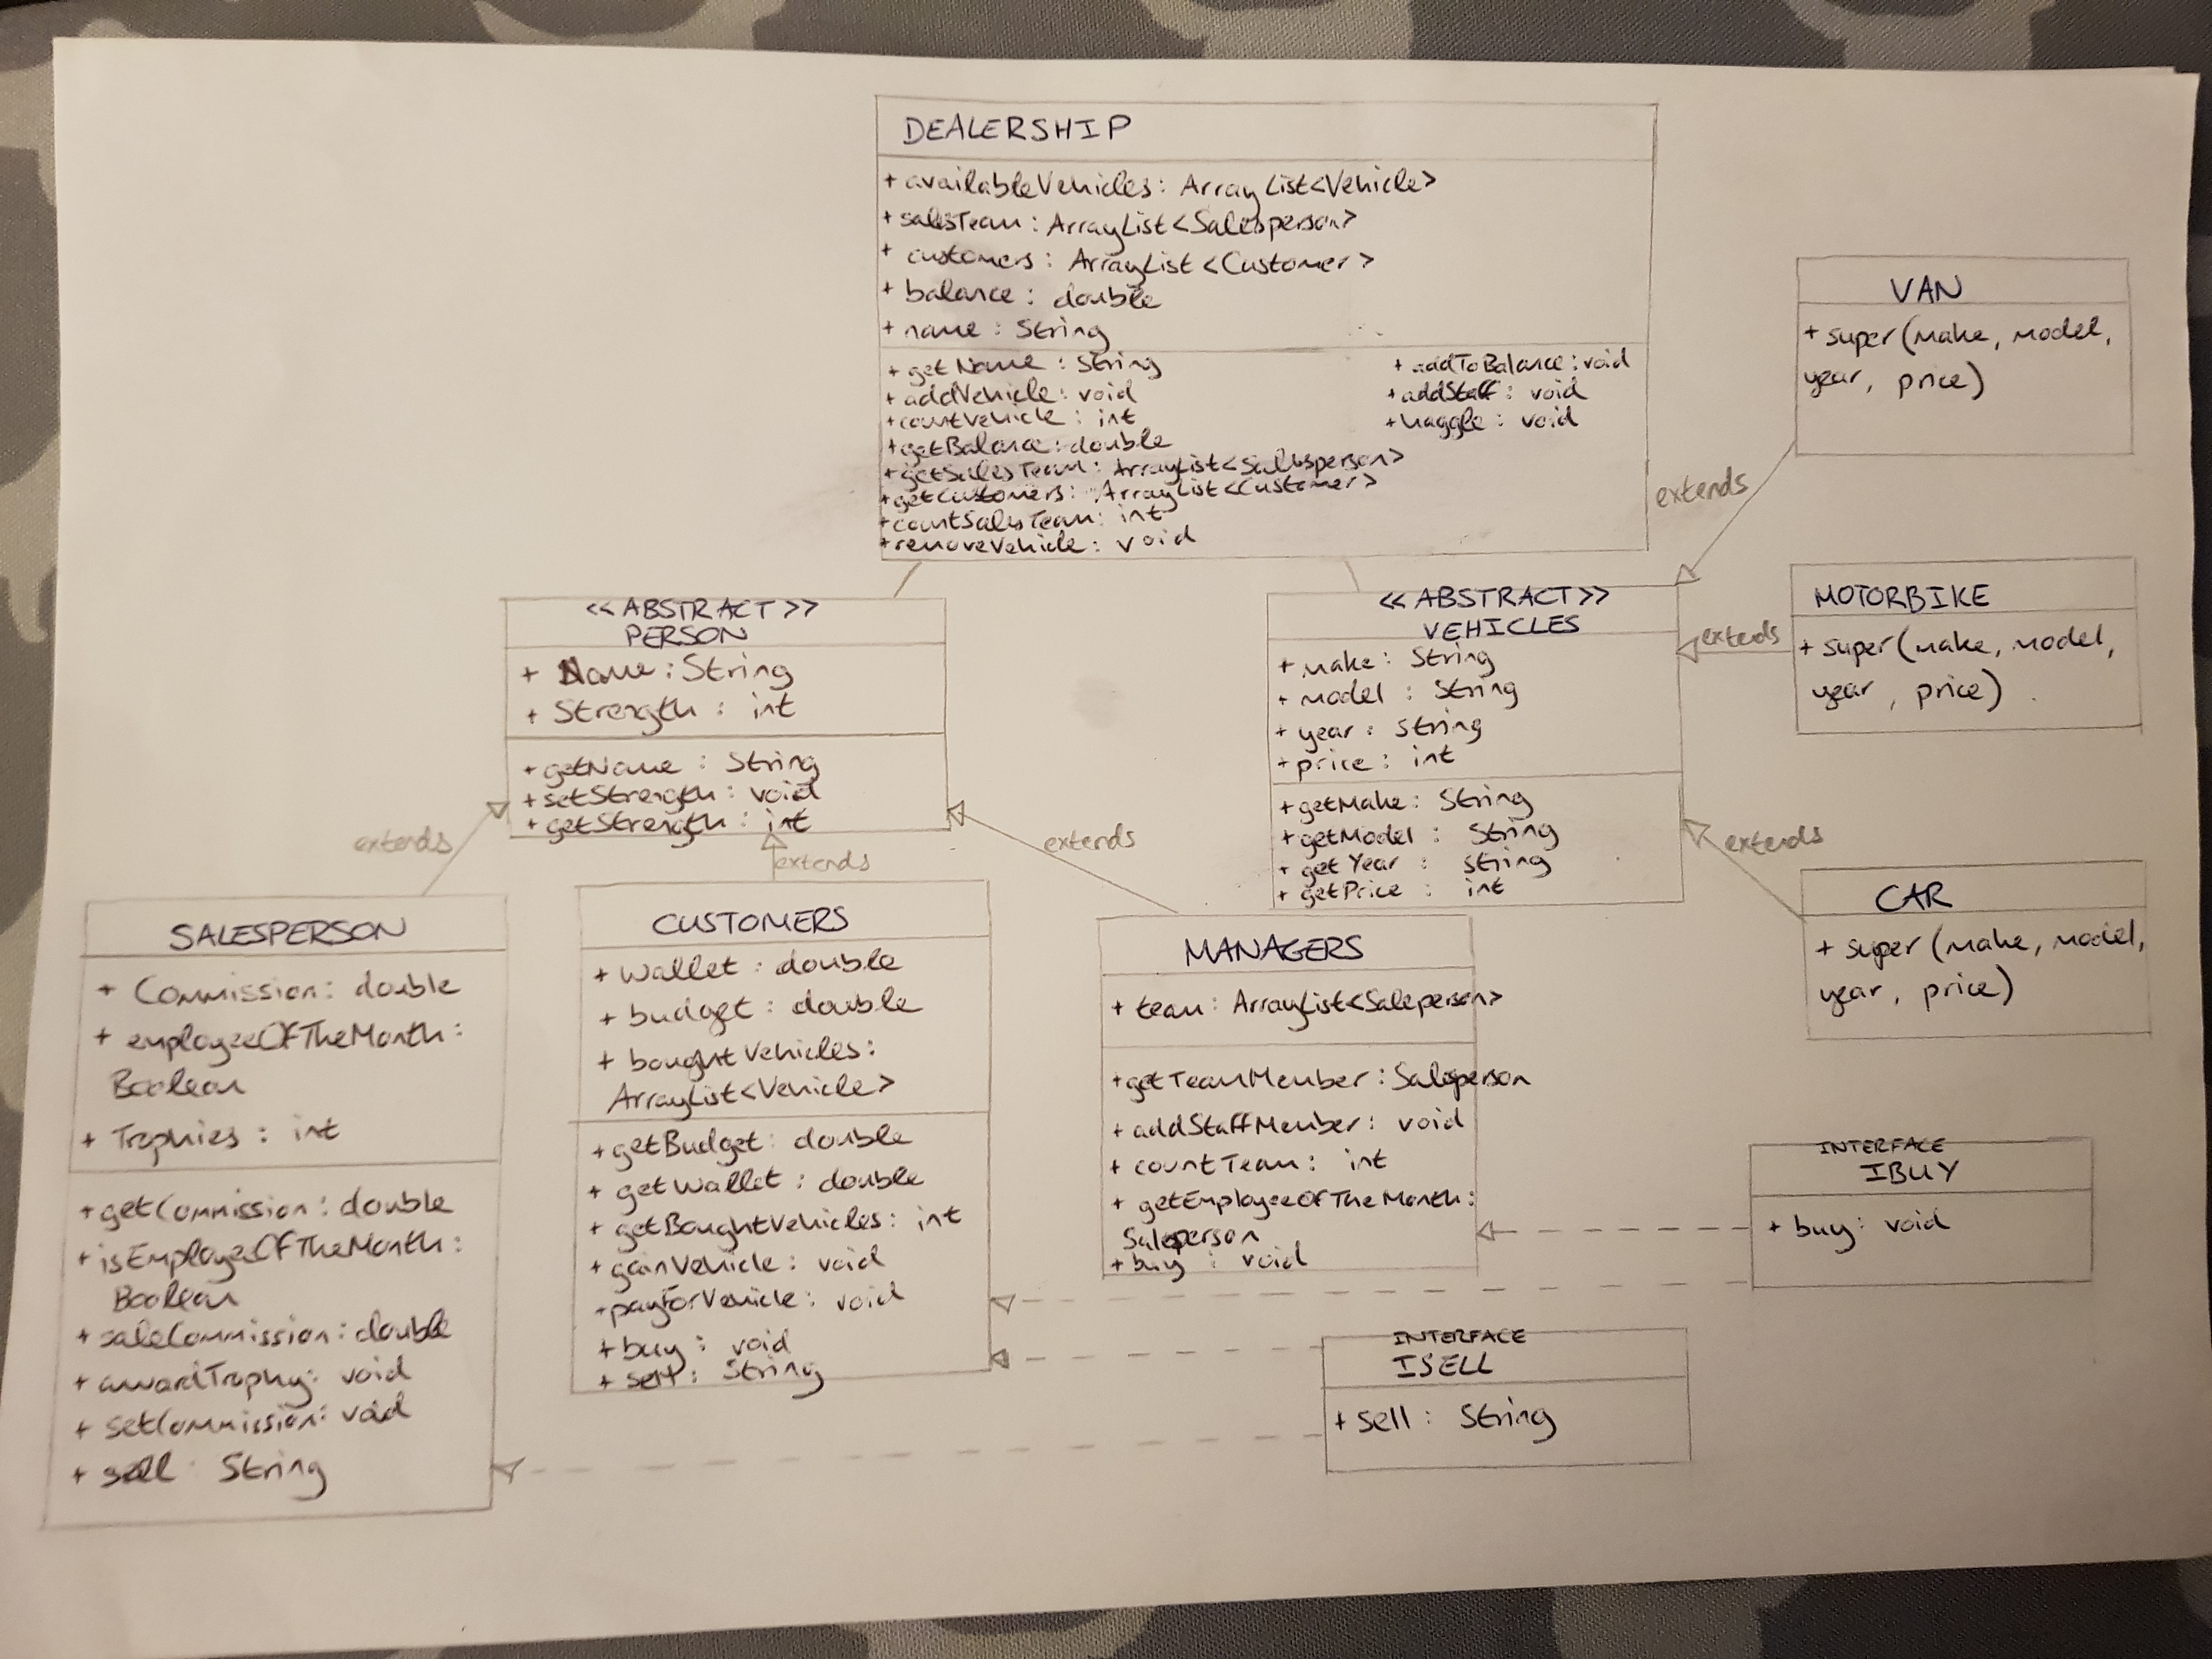 DEALERSHIP
+ availableVehicles: ArrayList<Vehicle>
+ salesTeam: ArrayList<Salesperson>
+ customers: ArrayList<Customer>
+ balance: double
+ name: String
+ getName: String
+ addVehicle: void
+ countVehicle: int
+ getBalance: double
+ getSalesTeam: ArrayList<Salesperson>
+ getCustomers: ArrayList<Customer>
+ countSalesTeam: int
+ removeVehicle: void
+ addToBalance: void
+ addStaff: void
+ haggle: void
VAN
+ super(make, model,
year, price)
extends
<<ABSTRACT>>
PERSON
+ Name: String
+ Strength: int
+ getName: String
+ setStrength: void
+ getStrength: int
<<ABSTRACT>>
VEHICLES
+ Make: String
+ Model: String
+ year: String
+ price: int
+ getMake: String
+ getModel: String
+ getYear: String
+ getPrice: int
extends
MOTORBIKE
+ super(make, model,
year, price)
extends
extends
extends
extends
CAR
+ super(make, model,
year, price)
SALESPERSON
+ Commission: double
+ employeeOfTheMonth:
Boolean
+ Trophies: int
+ getCommission: double
+ isEmployeeOfTheMonth:
Boolean
+ saleCommission: double
+ awardTrophy: void
+ setCommission: void
+ sell: String
CUSTOMERS
+ wallet: double
+ budget: double
+ boughtVehicles:
ArrayList<Vehicle>
+ getBudget: double
+ getWallet: double
+ getBoughtVehicles: int
+ gainVehicle: void
+ payForVehicle: void
+ buy: void
+ sell: String
MANAGERS
+ team: ArrayList<Saleperson>
+ getTeamMember: Salesperson
+ addStaffMember: void
+ countTeam: int
+ getEmployeeOfTheMonth:
Salesperson
+ buy: void
INTERFACE
IBUY
+ buy: void
INTERFACE
ISELL
+ sell: String